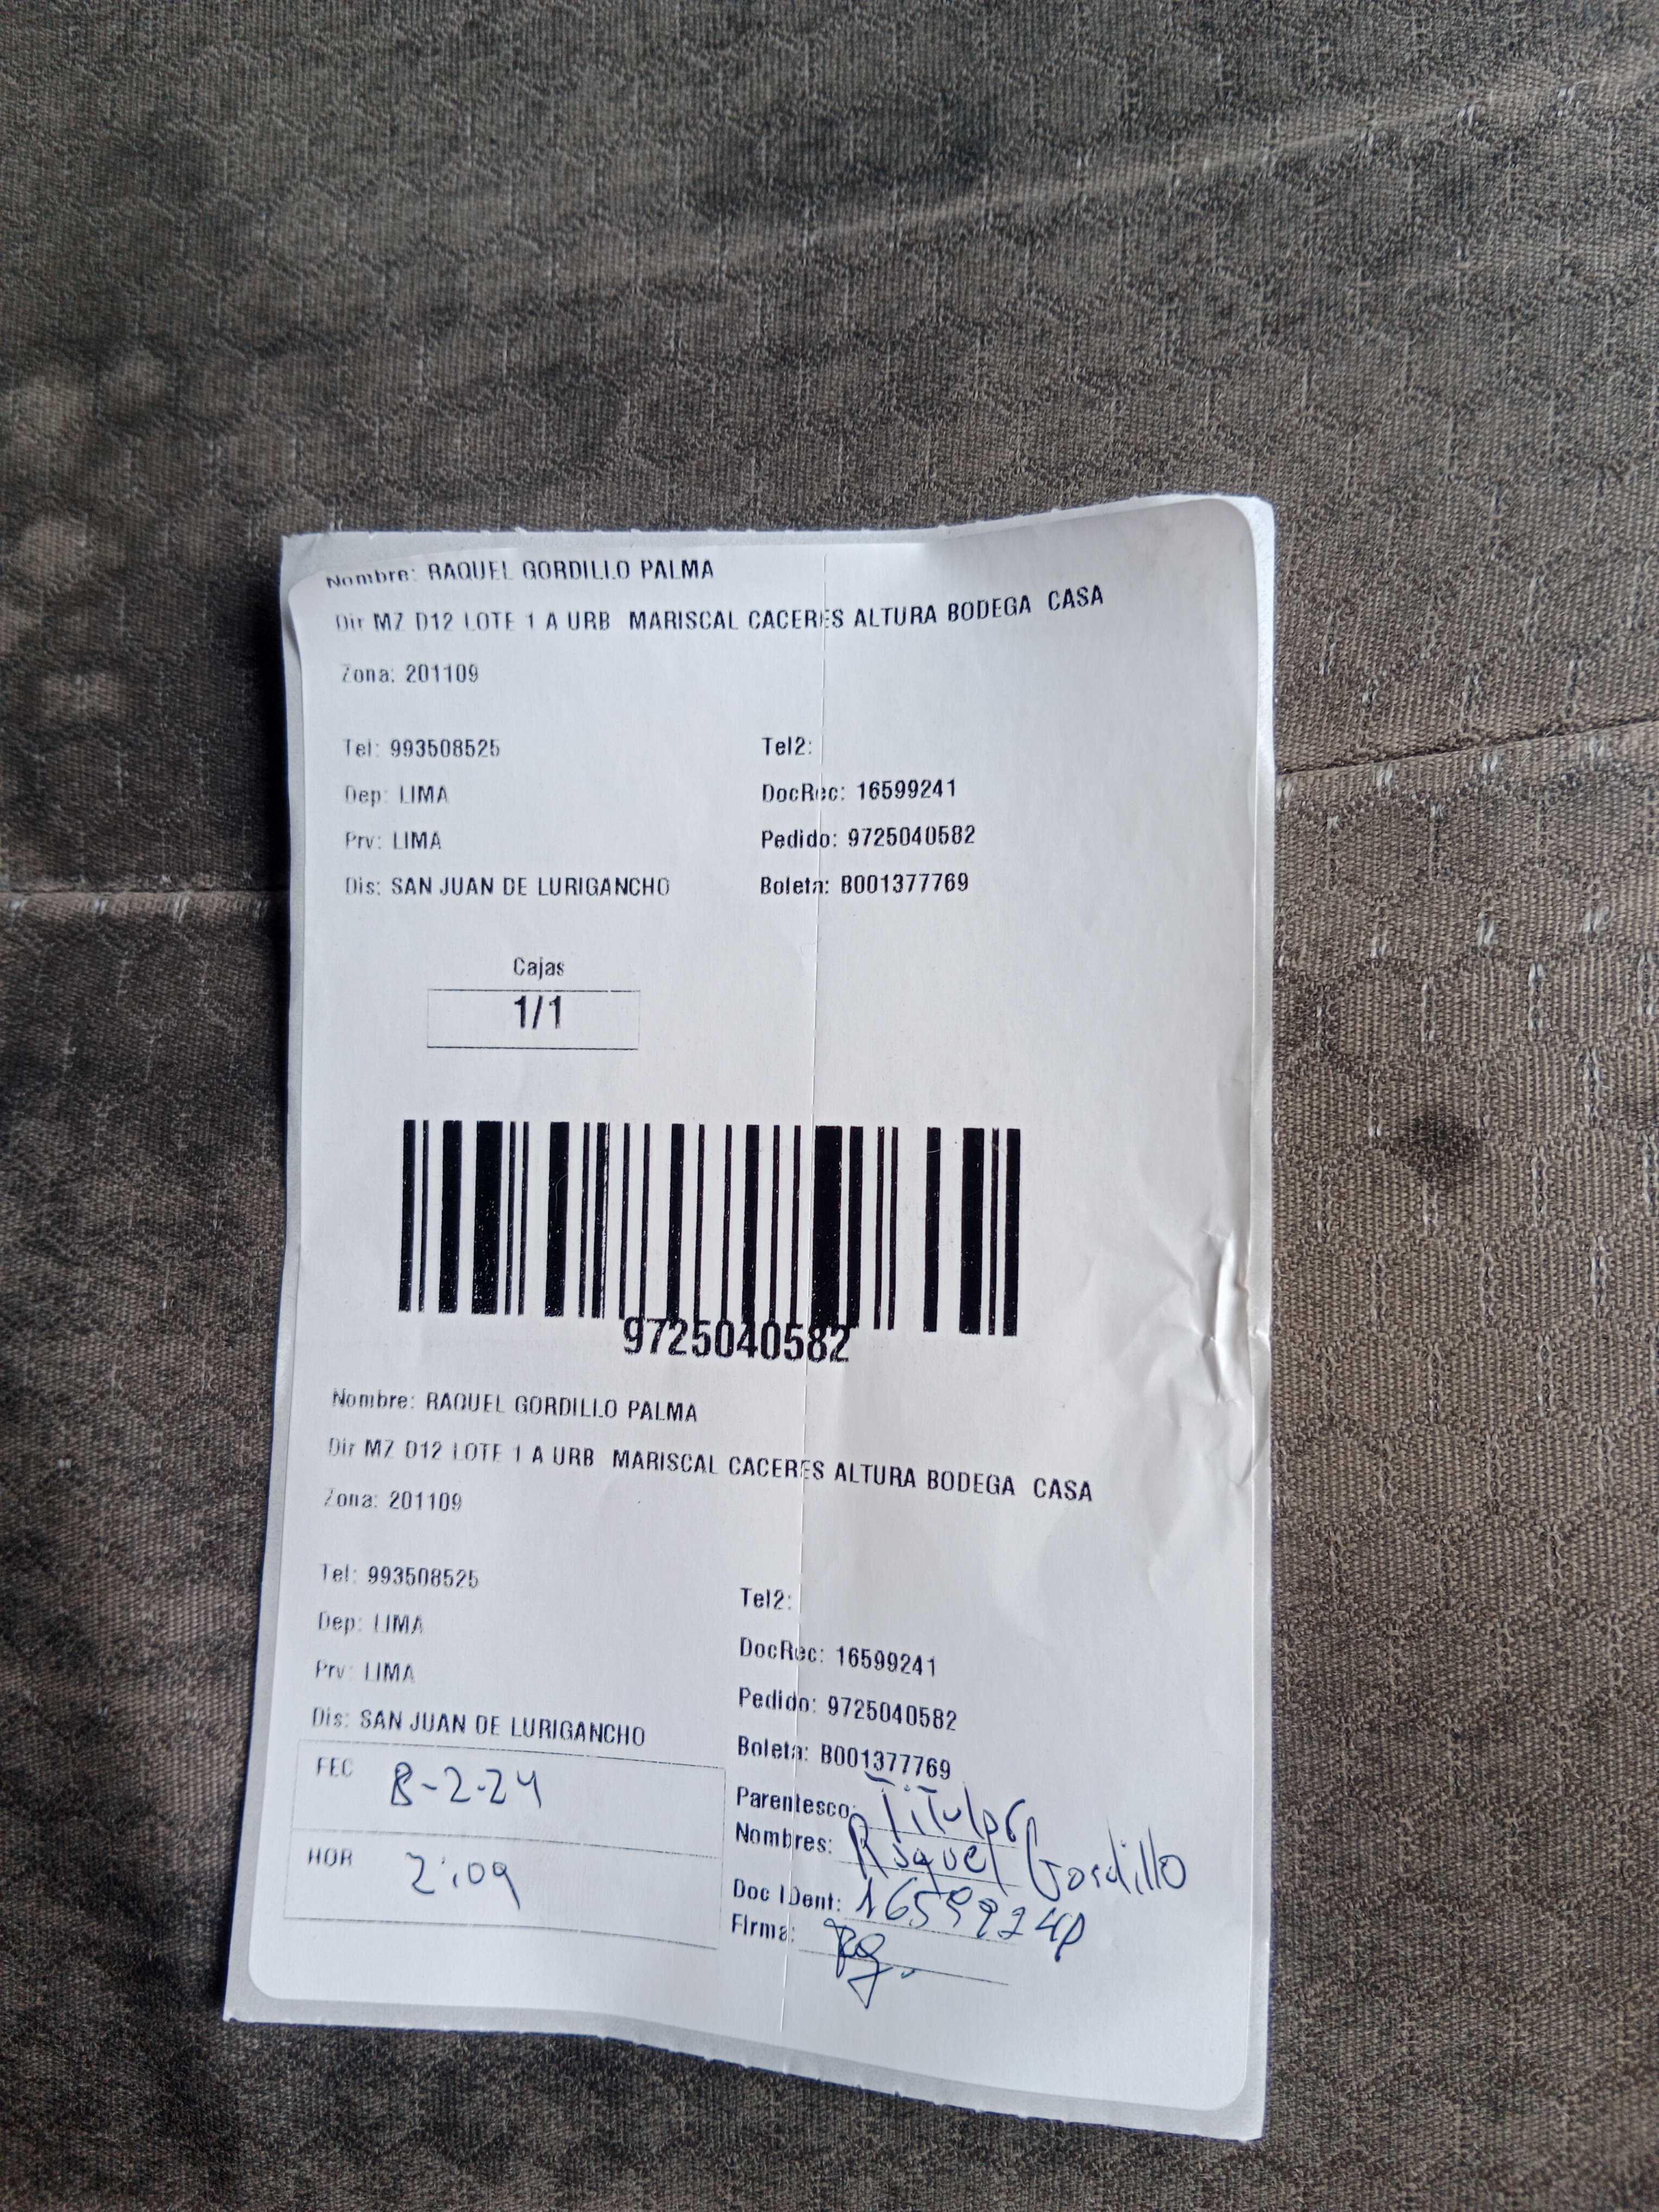 Nombre: RAQUEL GORDILLO PALMA
Dir MZ D12 LOTE 1 A URB MARISCAL CACERES ALTURA BODEGA CASA
Zona: 201109
Tel: 993508525 Tel2:
Dep: LIMA DocRec: 16599241
Prv: LIMA Pedido: 9725040582
Dis: SAN JUAN DE LURIGANCHO Boleta: B001377769
Cajas
1/1
9725040582
Nombre: RAQUEL GORDILLO PALMA
Dir MZ D12 LOTE 1 A URB MARISCAL CACERES ALTURA BODEGA CASA
Zona: 201109
Tel: 993508525 Tel2:
Dep: LIMA DocRec: 16599241
Prv: LIMA Pedido: 9725040582
Dis: SAN JUAN DE LURIGANCHO Boleta: B001377769
FEC 8-2-24 Parentesco: Titular
Nombres: Raquel Gordillo
HOR 2:09 Doc IDent:
Firma: